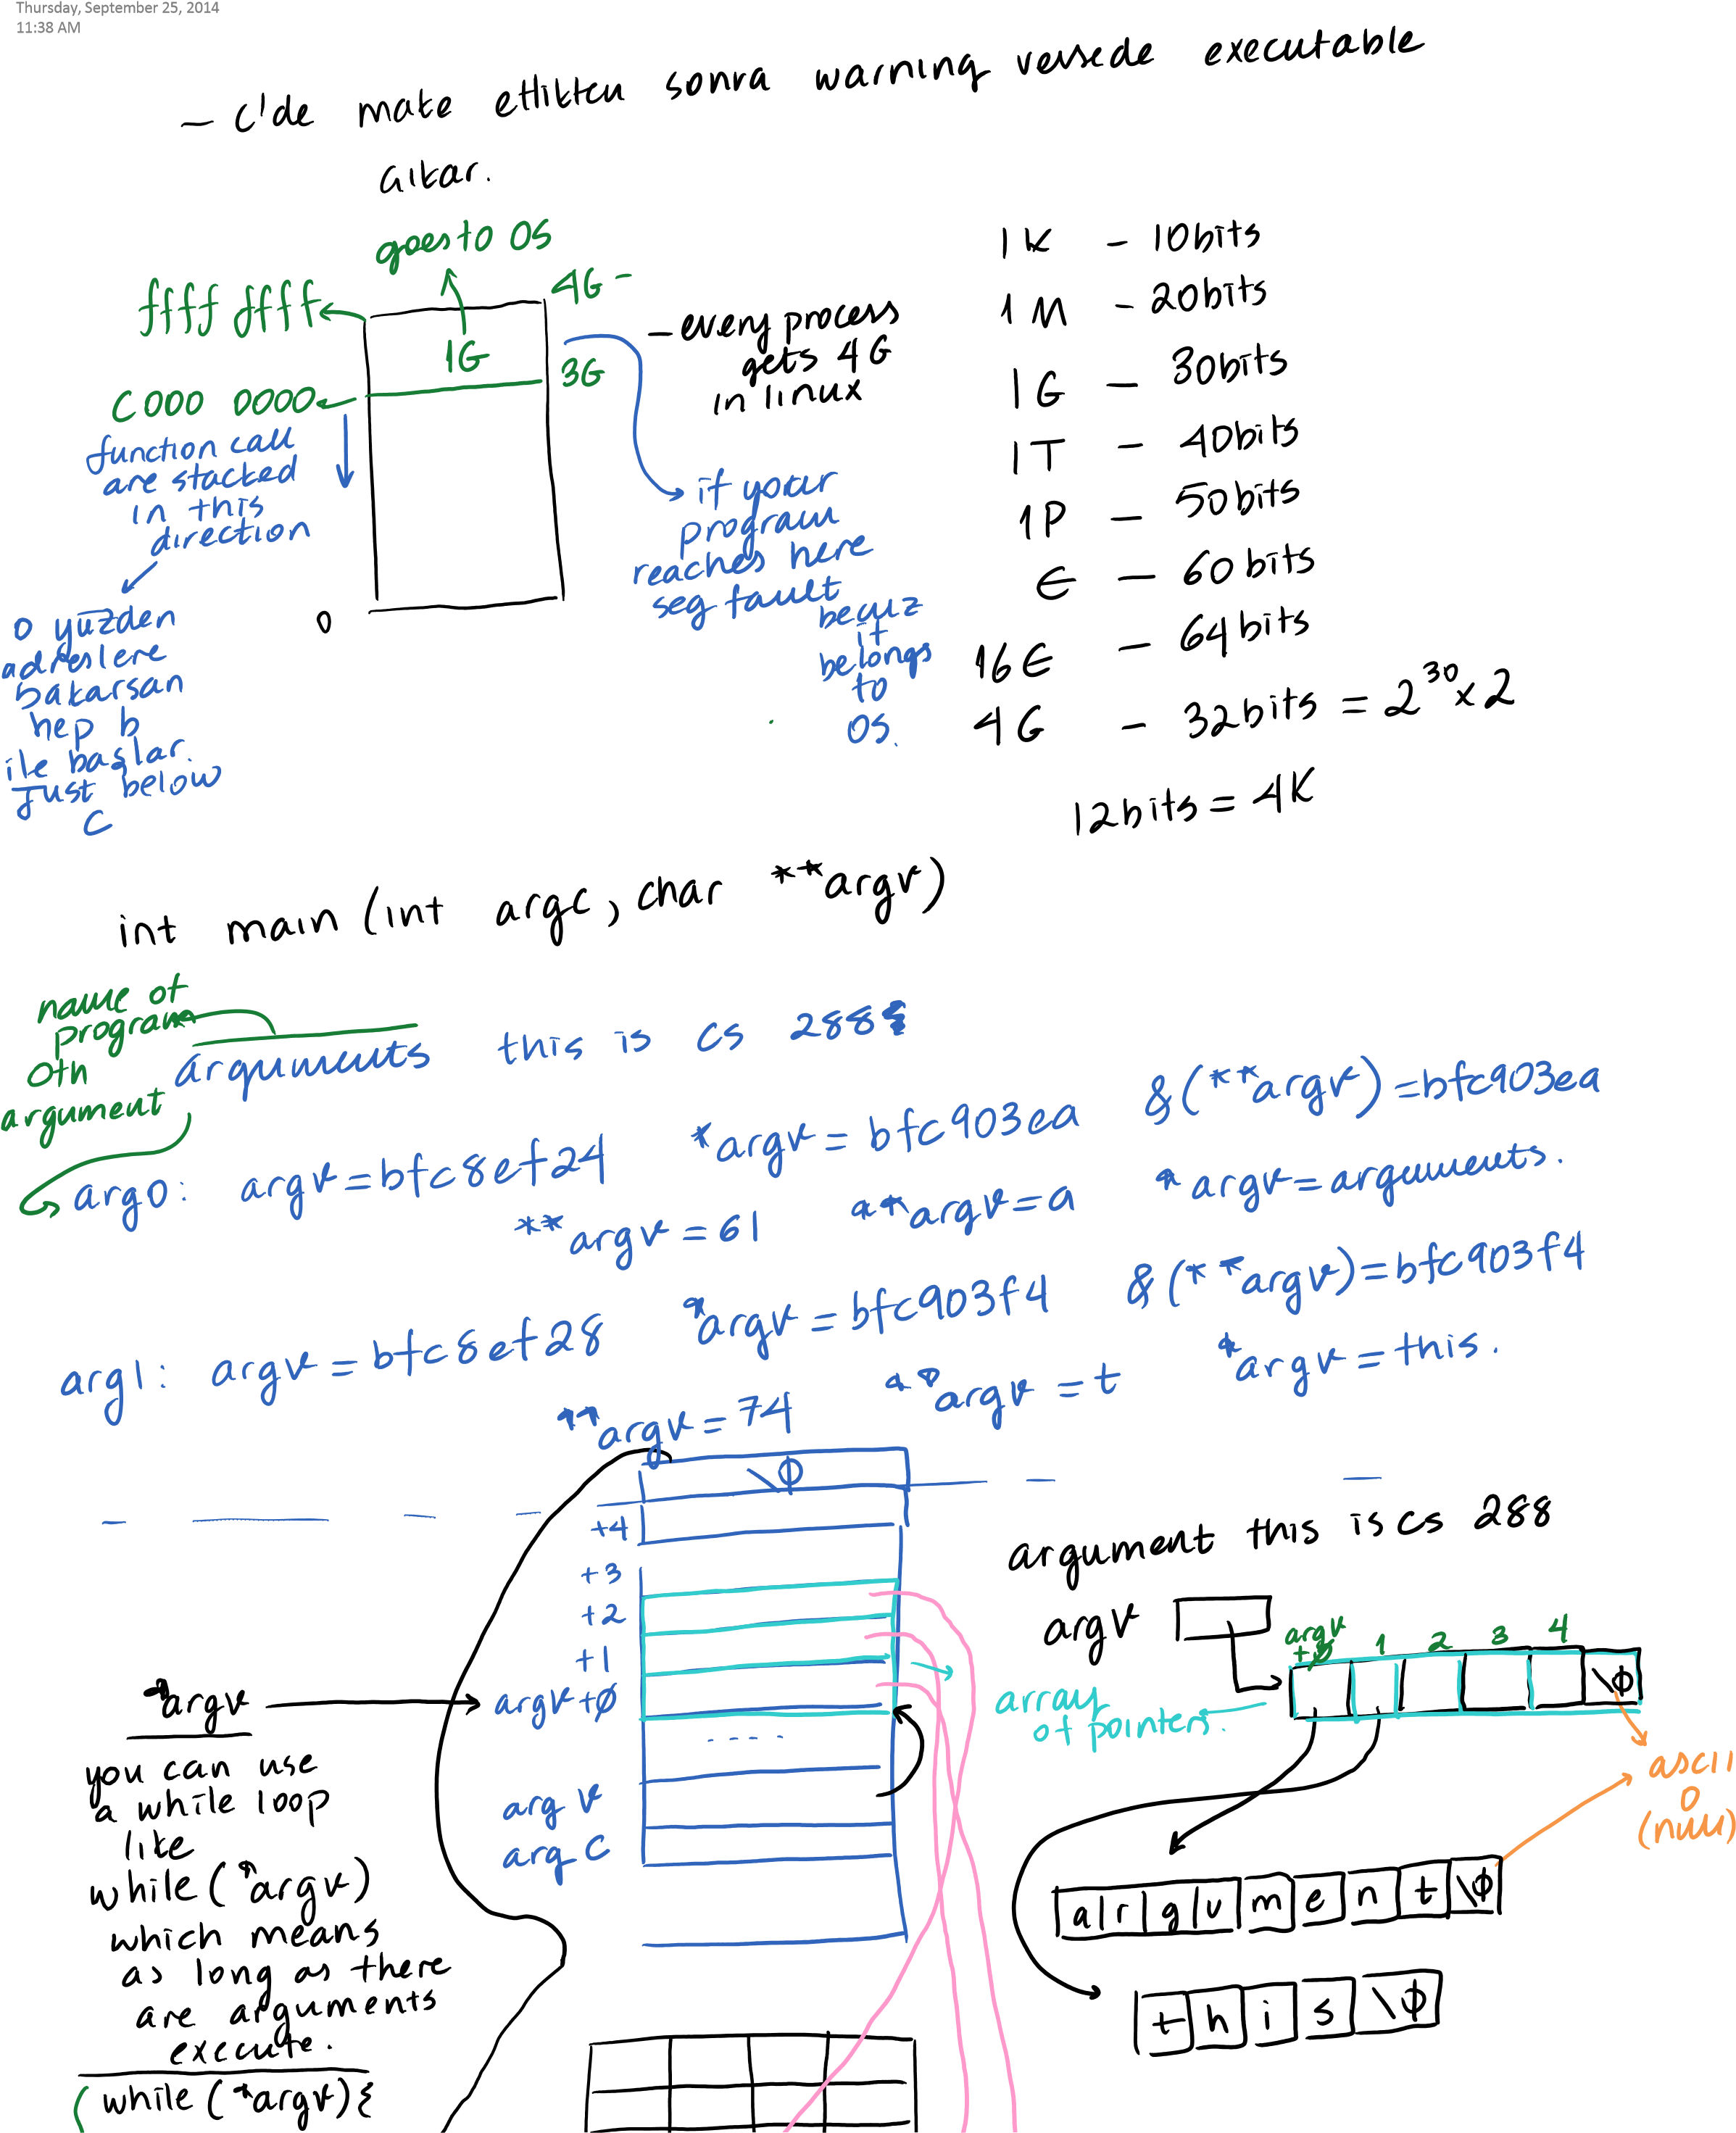 Thursday, September 25, 2014
11:38 AM
- C'de make ettikten sonra warning versede executable
çıkar.
goes to OS
ffff ffff
4G -
1G
3G
C000 0000
function call
are stacked
in this
direction
o yüzden
adreslere
bakarsan
hep b
ile başlar.
Just below
C
0
- every process
gets 4G
in linux
if your
program
reaches here
seg fault
becuz
it
belongs
to
OS.
1K - 10bits
1M - 20bits
1G - 30bits
1T - 40bits
1P - 50bits
E - 60bits
16E - 64bits
4G - 32bits = 2^30 x 2
12bits = 4K
int main (int argc, char **argv)
name of
program
0th
argument
arguments this is cs 288
arg0: argv=bfc8ef24 *argv=bfc903ea &(**argv)=bfc903ea
**argv=61 **argv=a *argv=arguments.
arg1: argv=bfc8ef28 *argv=bfc903f4 &(**argv)=bfc903f4
**argv=74 **argv=t *argv=this.
\0
+4
+3
+2
+1
argv+0
....
argv
argc
*argv
you can use
a while loop
like
while(*argv)
which means
as long as there
are arguments
execute.
while (*argv){
argument this is cs 288
argv
argv
+0 1 2 3 4
\0
array
of pointers.
ascii
0
(null)
argument\0
this\0